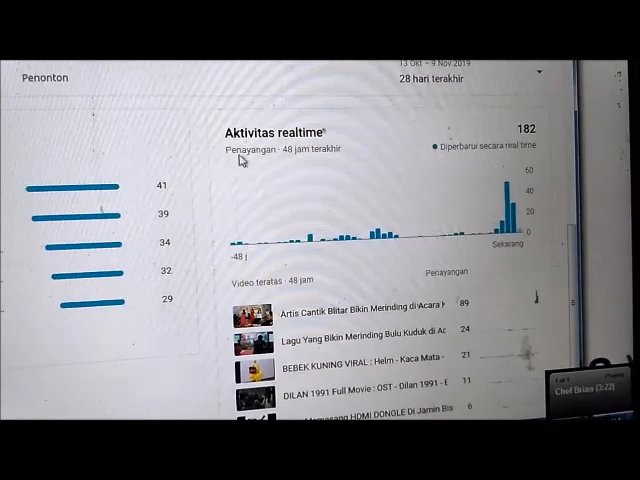 13 Okt – 9 Nov 2019
Penonton
28 hari terakhir
Aktivitas realtime
182
Penayangan · 48 jam terakhir
Diperbarui secara real time
60
41
40
39
20
34
0
-48 j
Sekarang
32
Video teratas · 48 jam
Penayangan
29
Artis Cantik Blitar Bikin Merinding di Acara
89
Lagu Yang Bikin Merinding Bulu Kuduk di Ac
24
BEBEK KUNING VIRAL : Helm - Kaca Mata -
21
DILAN 1991 Full Movie : OST - Dilan 1991 -
11
Memasang HDMI DONGLE Di Jamin Bis
6
Chef Brian (3:22)